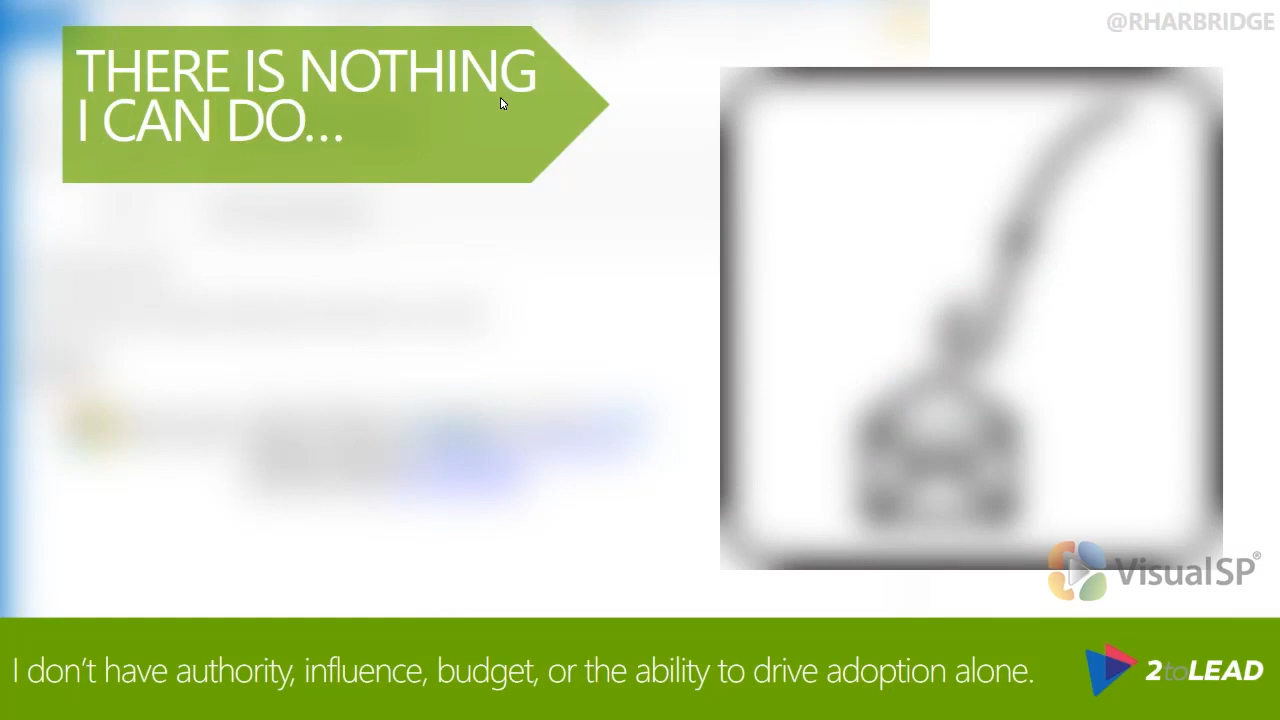 @RHARBRIDGE
THERE IS NOTHING
I CAN DO...
VisualSP®
I don't have authority, influence, budget, or the ability to drive adoption alone.
2toLEAD